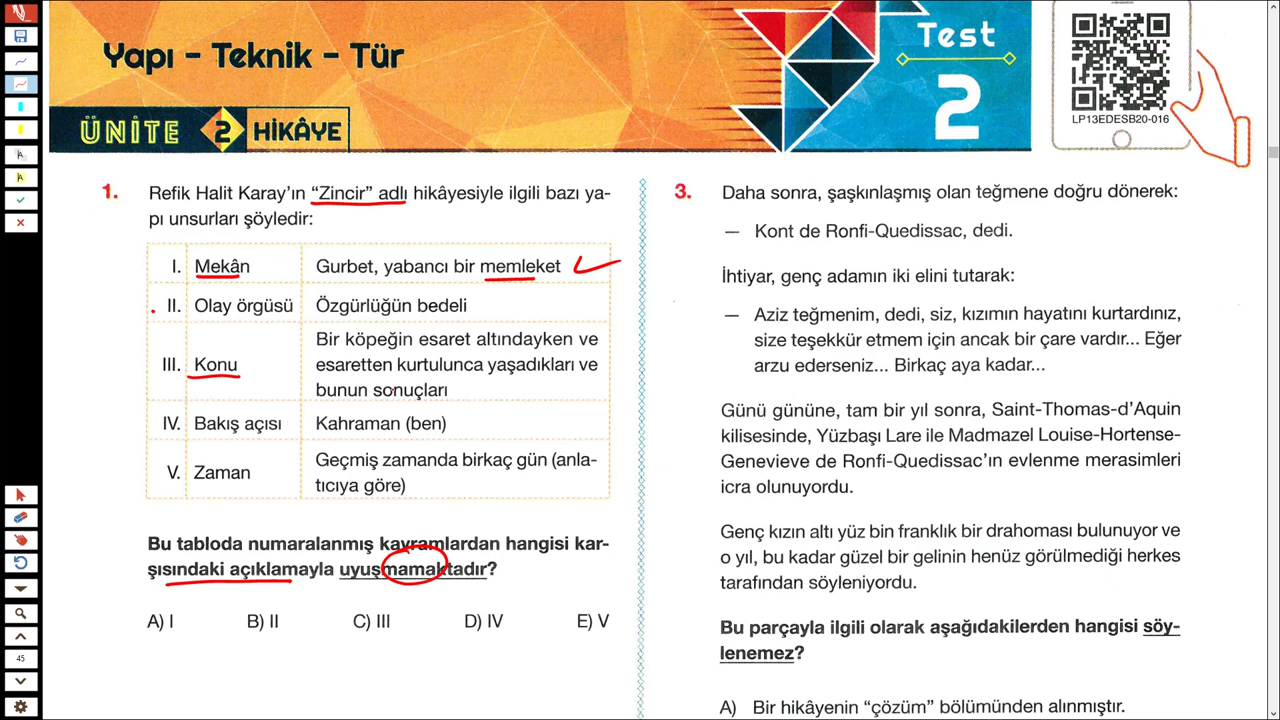 Yapı – Teknik – Tür
Test
2
ÜNİTE 2 HİKÂYE
LP13EDESB20-016
1. Refik Halit Karay'ın "Zincir" adlı hikâyesiyle ilgili bazı ya-
pı unsurları şöyledir:
I. Mekân Gurbet, yabancı bir memleket
II. Olay örgüsü Özgürlüğün bedeli
III. Konu Bir köpeğin esaret altındayken ve
esaretten kurtulunca yaşadıkları ve
bunun sonuçları
IV. Bakış açısı Kahraman (ben)
V. Zaman Geçmiş zamanda birkaç gün (anla-
tıcıya göre)
Bu tabloda numaralanmış kavramlardan hangisi kar-
şısındaki açıklamayla uyuşmamaktadır?
A) I B) II C) III D) IV E) V
3. Daha sonra, şaşkınlaşmış olan teğmene doğru dönerek:
— Kont de Ronfi-Quedissac, dedi.
İhtiyar, genç adamın iki elini tutarak:
— Aziz teğmenim, dedi, siz, kızımın hayatını kurtardınız,
size teşekkür etmem için ancak bir çare vardır... Eğer
arzu ederseniz... Birkaç aya kadar...
Günü gününe, tam bir yıl sonra, Saint-Thomas-d'Aquin
kilisesinde, Yüzbaşı Lare ile Madmazel Louise-Hortense-
Genevieve de Ronfi-Quedissac'ın evlenme merasimleri
icra olunuyordu.
Genç kızın altı yüz bin franklık bir drahoması bulunuyor ve
o yıl, bu kadar güzel bir gelinin henüz görülmediği herkes
tarafından söyleniyordu.
Bu parçayla ilgili olarak aşağıdakilerden hangisi söy-
lenemez?
A) Bir hikâyenin "çözüm" bölümünden alınmıştır.
45